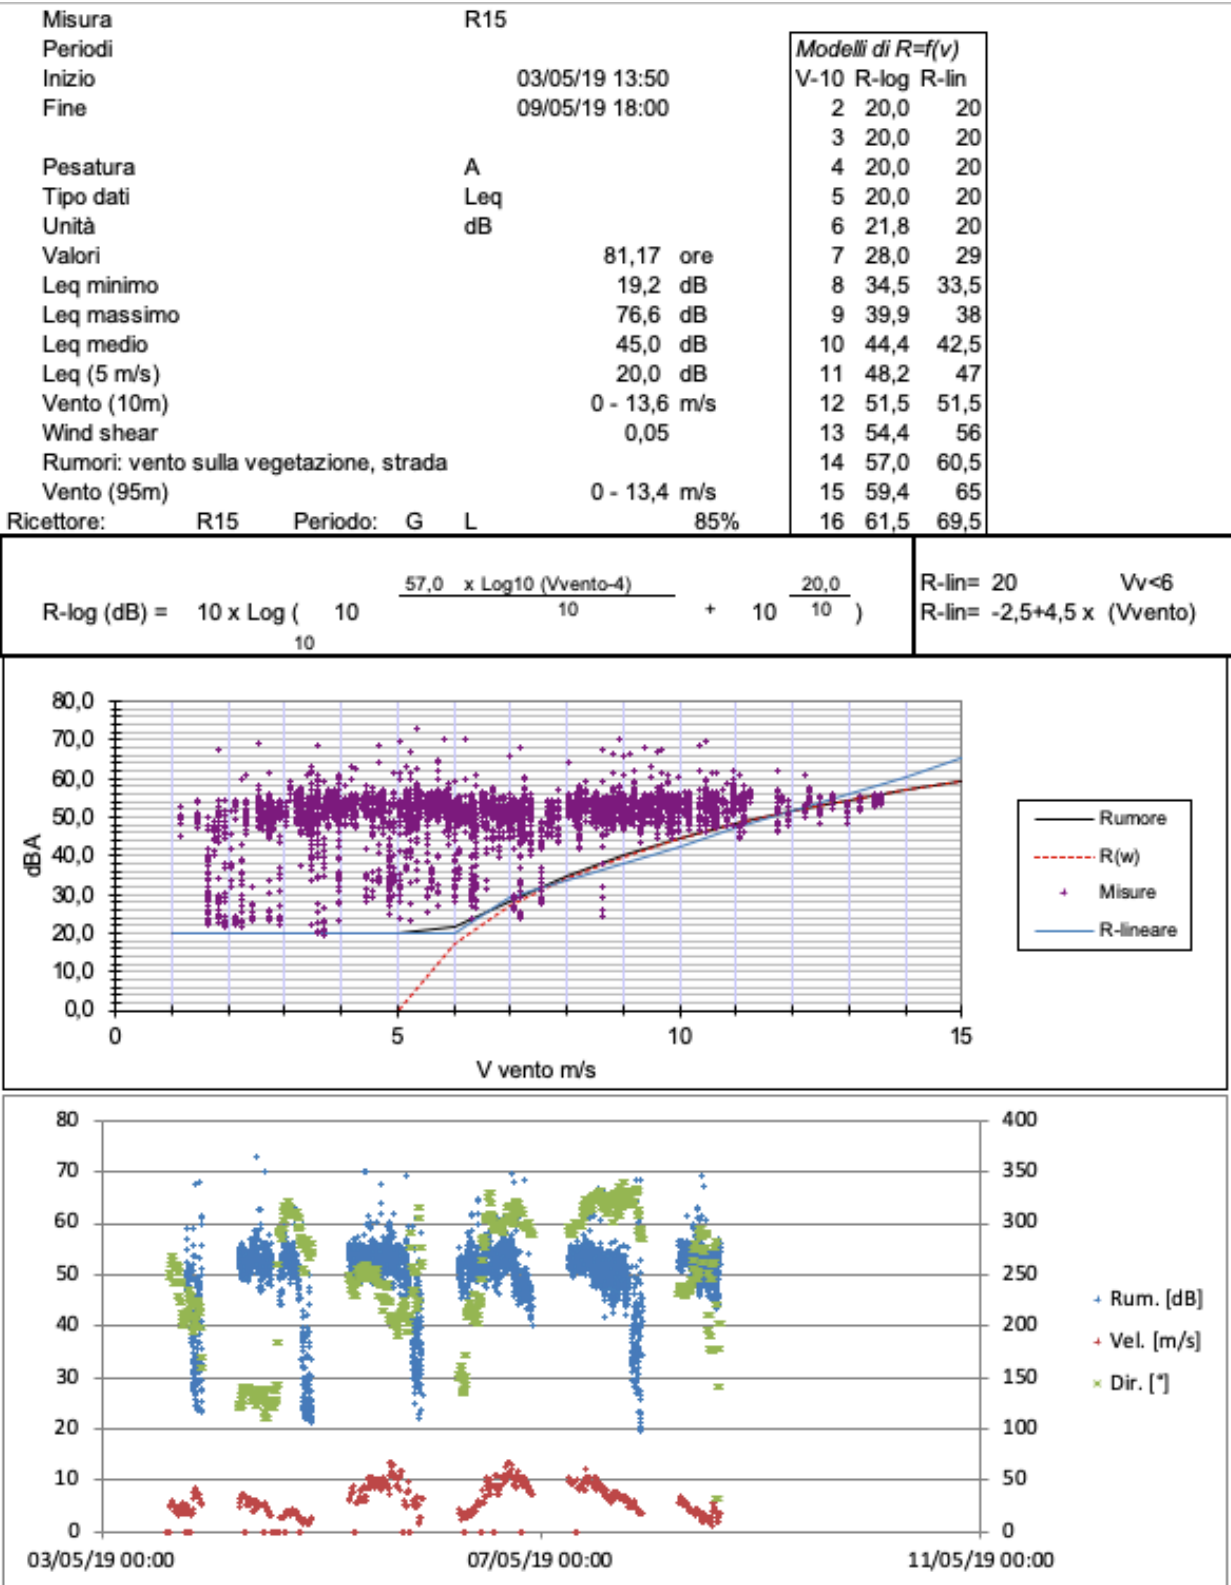 Misura R15
Periodi Modelli di R=f(v)
Inizio 03/05/19 13:50 V-10 R-log R-lin
Fine 09/05/19 18:00 2 20,0 20
3 20,0 20
Pesatura A 4 20,0 20
Tipo dati Leq 5 20,0 20
Unità dB 6 21,8 20
Valori 81,17 ore 7 28,0 29
Leq minimo 19,2 dB 8 34,5 33,5
Leq massimo 76,6 dB 9 39,9 38
Leq medio 45,0 dB 10 44,4 42,5
Leq (5 m/s) 20,0 dB 11 48,2 47
Vento (10m) 0 - 13,6 m/s 12 51,5 51,5
Wind shear 0,05 13 54,4 56
Rumori: vento sulla vegetazione, strada 14 57,0 60,5
Vento (95m) 0 - 13,4 m/s 15 59,4 65
Ricettore: R15 Periodo: G L 85% 16 61,5 69,5
57,0 x Log10 (Vvento-4) 20,0 R-lin= 20 Vv<6
R-log (dB) = 10 x Log ( 10 10 + 10 10 ) R-lin= -2,5+4,5 x (Vvento)
10
80,0
70,0
60,0
50,0
40,0
30,0
20,0
10,0
0,0
dBA
0 5 10 15
V vento m/s
Rumore
R(w)
Misure
R-lineare
80 400
70 350
60 300
50 250
40 200
30 150
20 100
10 50
0 0
03/05/19 00:00 07/05/19 00:00 11/05/19 00:00
Rum. [dB]
Vel. [m/s]
Dir. [°]